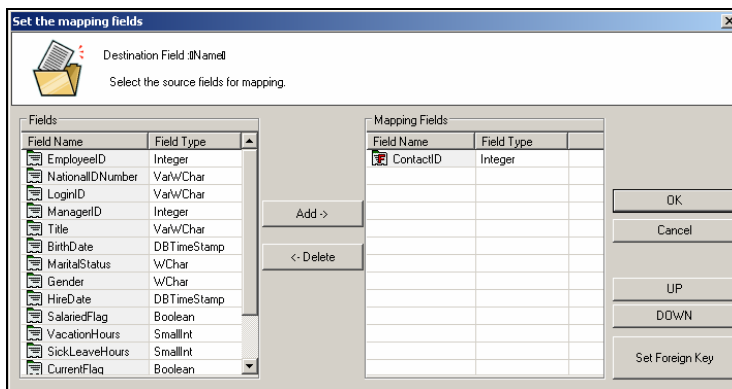 Set the mapping fields
Destination Field :▯Name▯
Select the source fields for mapping.
Fields
Field Name Field Type
EmployeeID Integer
NationalIDNumber VarWChar
LoginID VarWChar
ManagerID Integer
Title VarWChar
BirthDate DBTimeStamp
MaritalStatus WChar
Gender WChar
HireDate DBTimeStamp
SalariedFlag Boolean
VacationHours SmallInt
SickLeaveHours SmallInt
CurrentFlag Boolean
Add ->
<- Delete
Mapping Fields
Field Name Field Type
ContactID Integer
OK
Cancel
UP
DOWN
Set Foreign Key